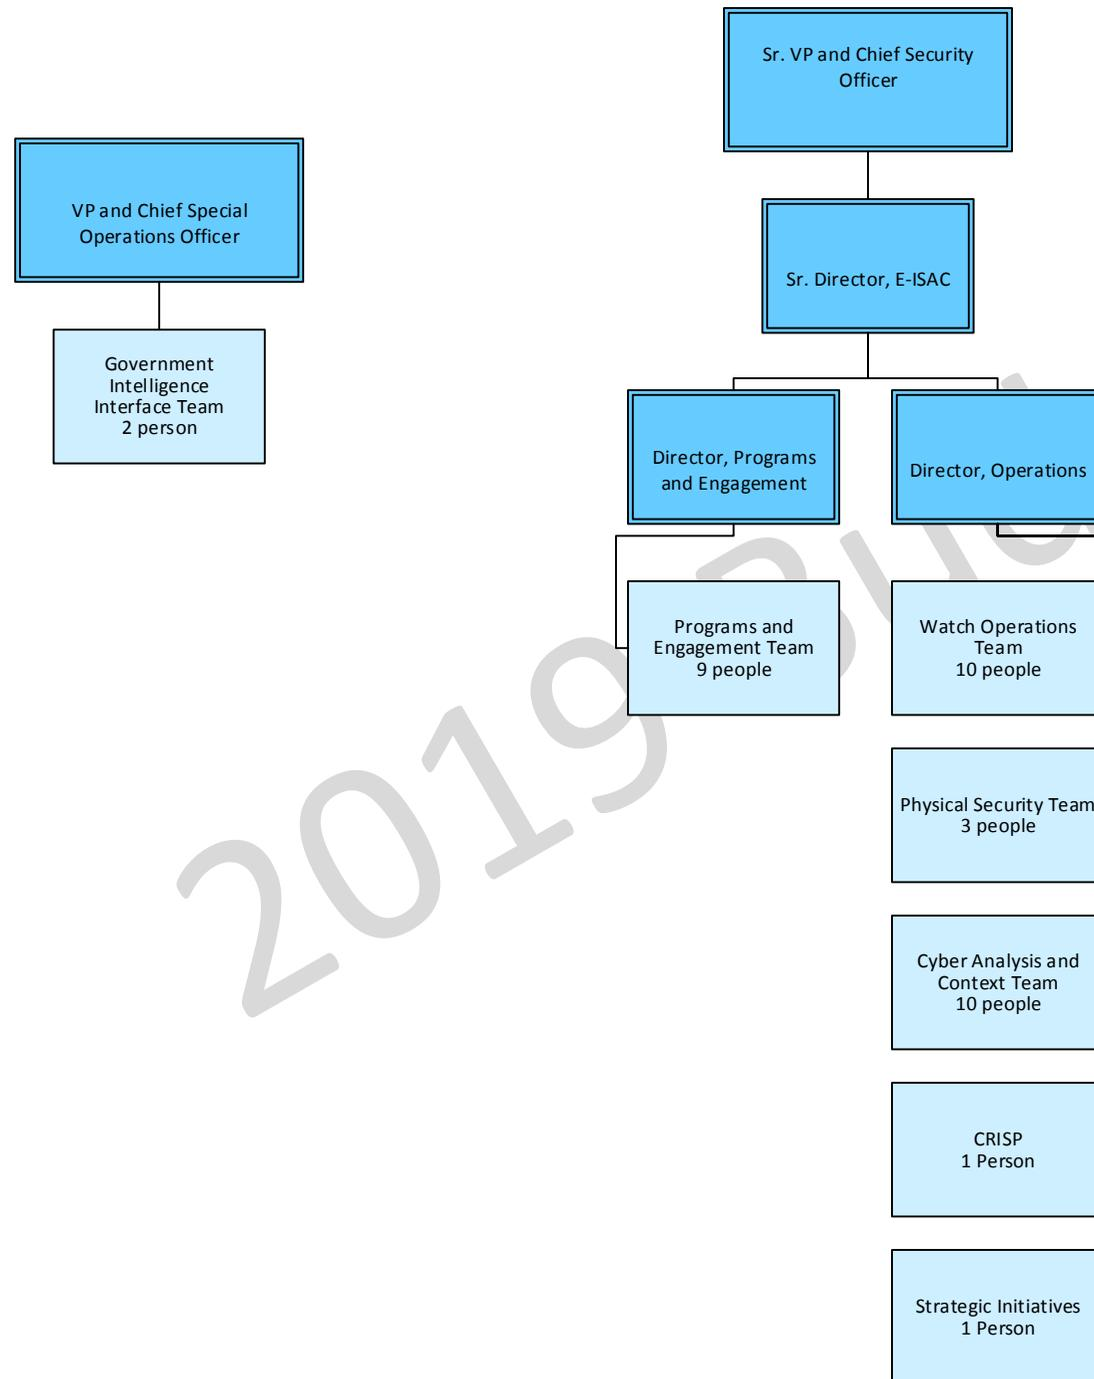 Sr. VP and Chief Security
Officer
VP and Chief Special
Operations Officer
Sr. Director, E-ISAC
Government
Intelligence
Interface Team
2 person
Director, Programs
and Engagement
Director, Operations
Programs and
Engagement Team
9 people
Watch Operations
Team
10 people
Physical Security Team
3 people
Cyber Analysis and
Context Team
10 people
CRISP
1 Person
Strategic Initiatives
1 Person
2019